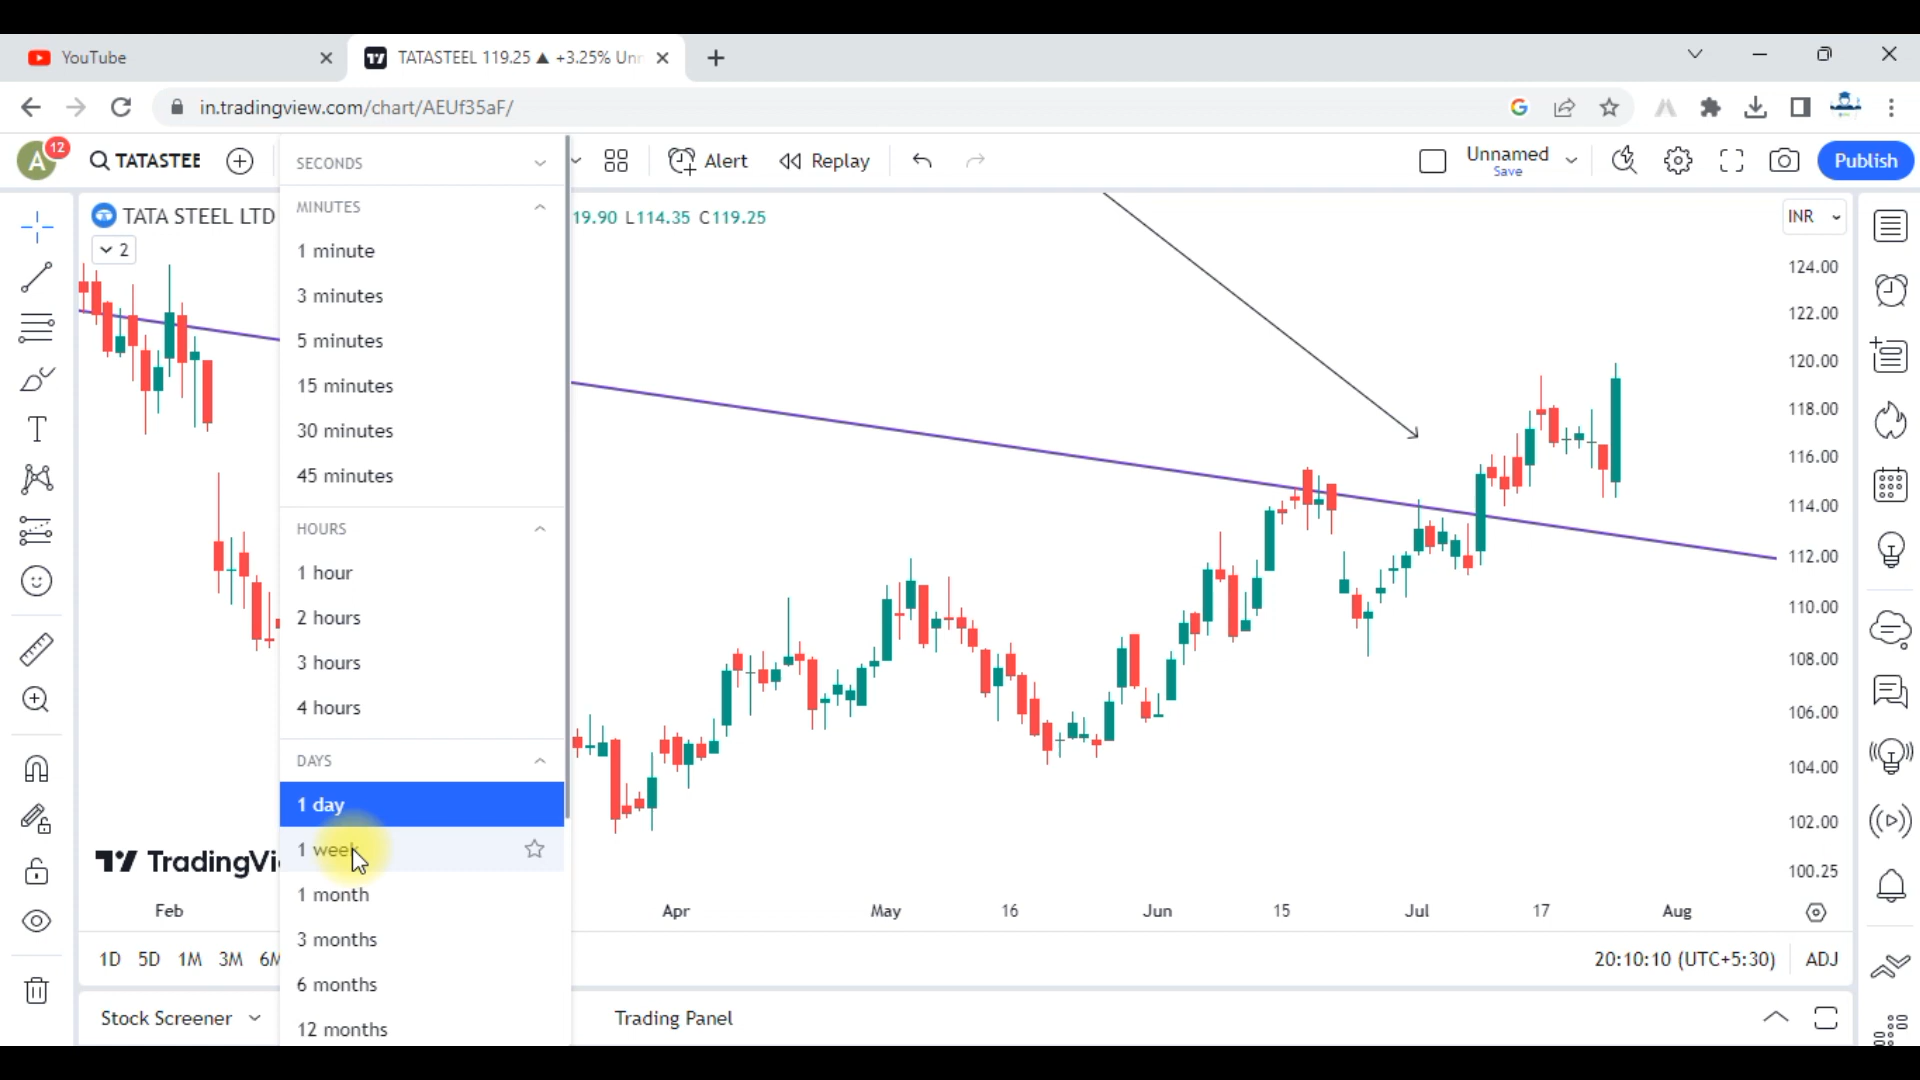 YouTube
TATASTEEL 119.25 ▲ +3.25% Unr
in.tradingview.com/chart/AEUf35aF/
A 12
TATASTEE
Alert
Replay
Unnamed
Save
Publish
TATA STEEL LTD
19.90 L114.35 C119.25
2
INR
SECONDS
MINUTES
1 minute
3 minutes
5 minutes
15 minutes
30 minutes
45 minutes
HOURS
1 hour
2 hours
3 hours
4 hours
DAYS
1 day
1 week
1 month
3 months
6 months
12 months
124.00
122.00
120.00
118.00
116.00
114.00
112.00
110.00
108.00
106.00
104.00
102.00
100.25
TradingVi
Feb Apr May 16 Jun 15 Jul 17 Aug
1D 5D 1M 3M 6M
20:10:10 (UTC+5:30) ADJ
Stock Screener
Trading Panel